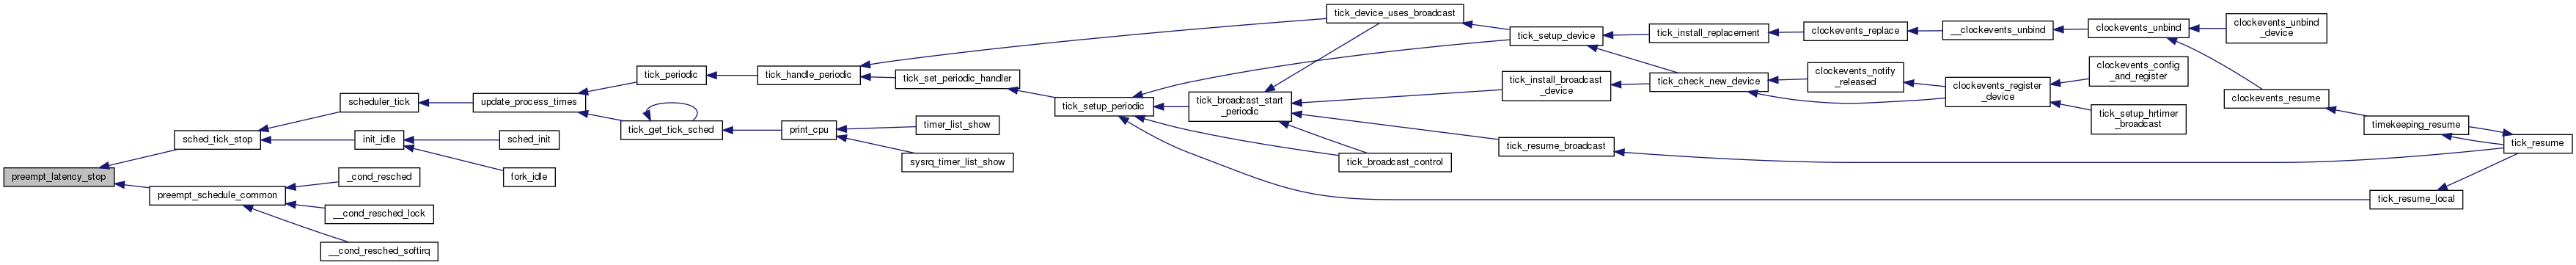 preempt_latency_stop
sched_tick_stop
preempt_schedule_common
scheduler_tick
init_idle
_cond_resched
__cond_resched_lock
__cond_resched_softirq
update_process_times
sched_init
fork_idle
tick_periodic
tick_get_tick_sched
tick_handle_periodic
print_cpu
tick_set_periodic_handler
timer_list_show
sysrq_timer_list_show
tick_setup_periodic
tick_broadcast_start
_periodic
tick_device_uses_broadcast
tick_broadcast_control
tick_setup_device
tick_install_broadcast
_device
tick_resume_broadcast
tick_install_replacement
tick_check_new_device
clockevents_replace
clockevents_notify
_released
__clockevents_unbind
clockevents_register
_device
clockevents_unbind
clockevents_config
_and_register
tick_setup_hrtimer
_broadcast
clockevents_unbind
_device
clockevents_resume
timekeeping_resume
tick_resume_local
tick_resume